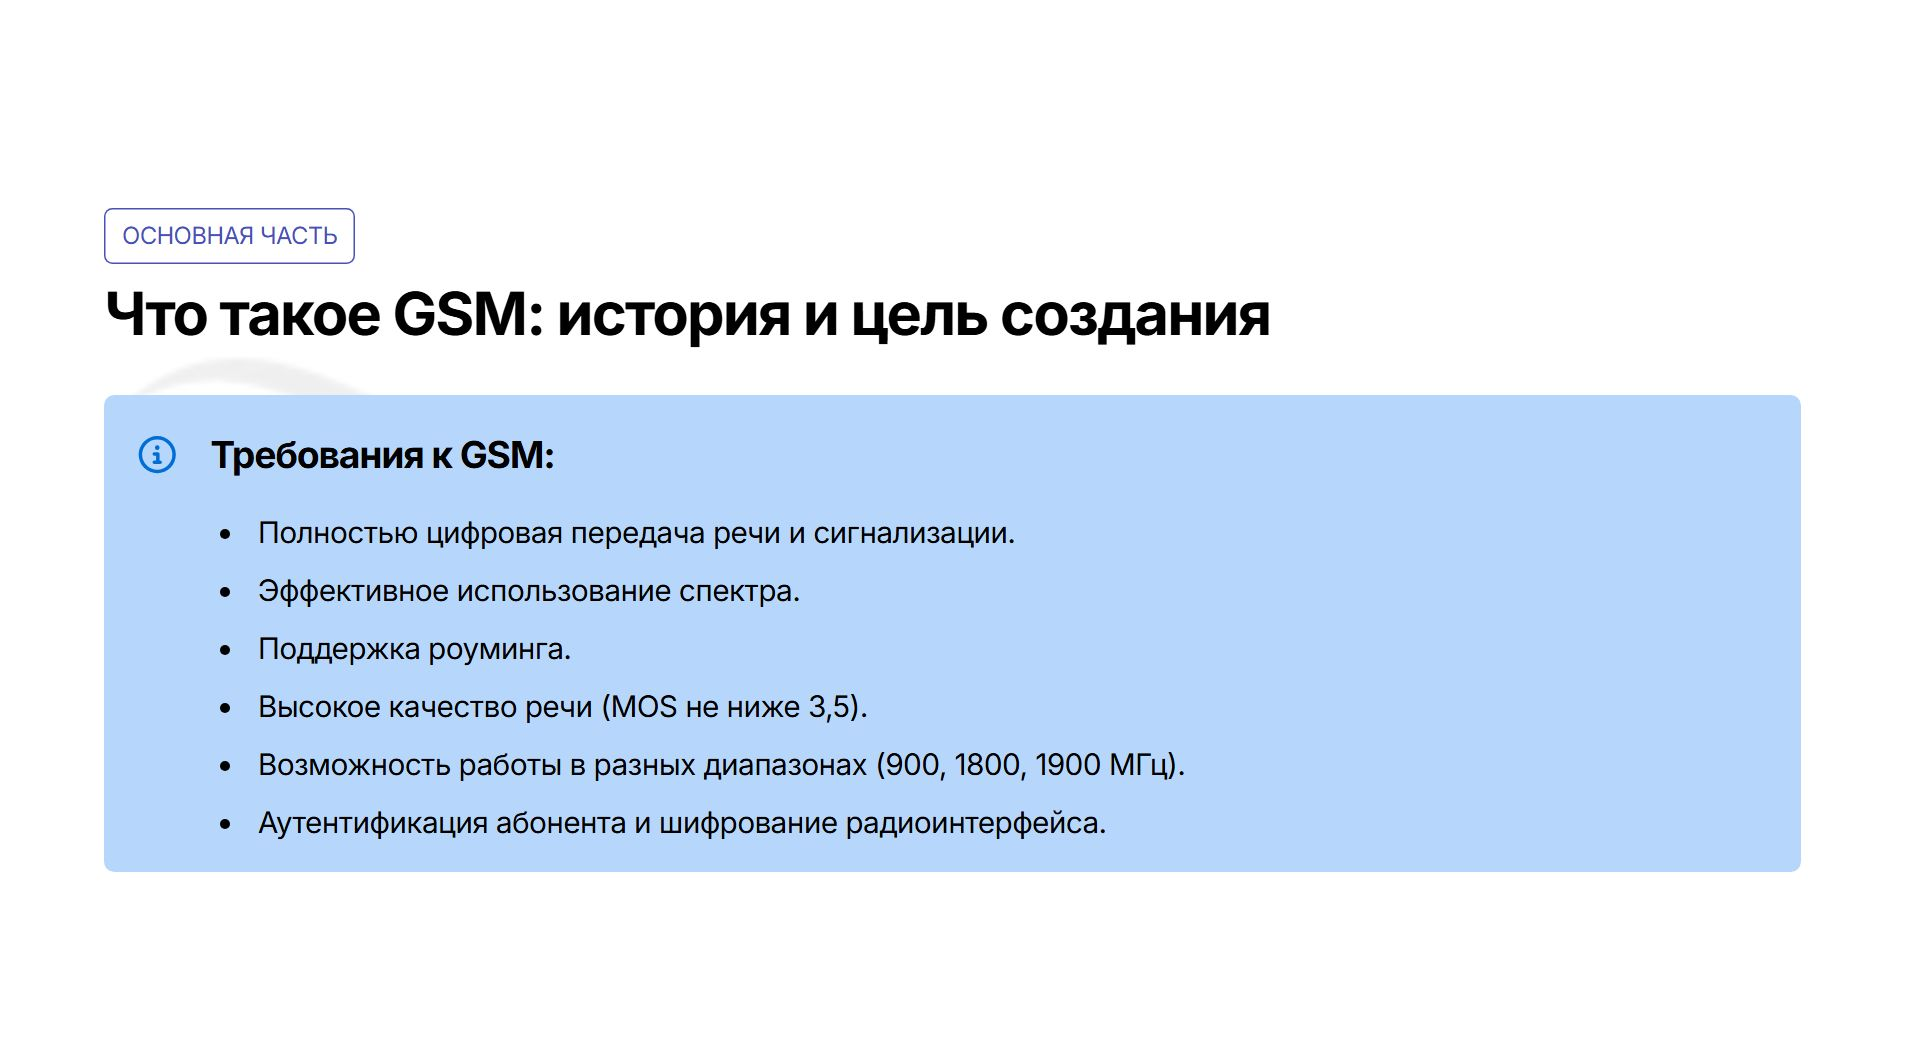 ОСНОВНАЯ ЧАСТЬ
Что такое GSM: история и цель создания
Требования к GSM:
• Полностью цифровая передача речи и сигнализации.
• Эффективное использование спектра.
• Поддержка роуминга.
• Высокое качество речи (MOS не ниже 3,5).
• Возможность работы в разных диапазонах (900, 1800, 1900 МГц).
• Аутентификация абонента и шифрование радиоинтерфейса.